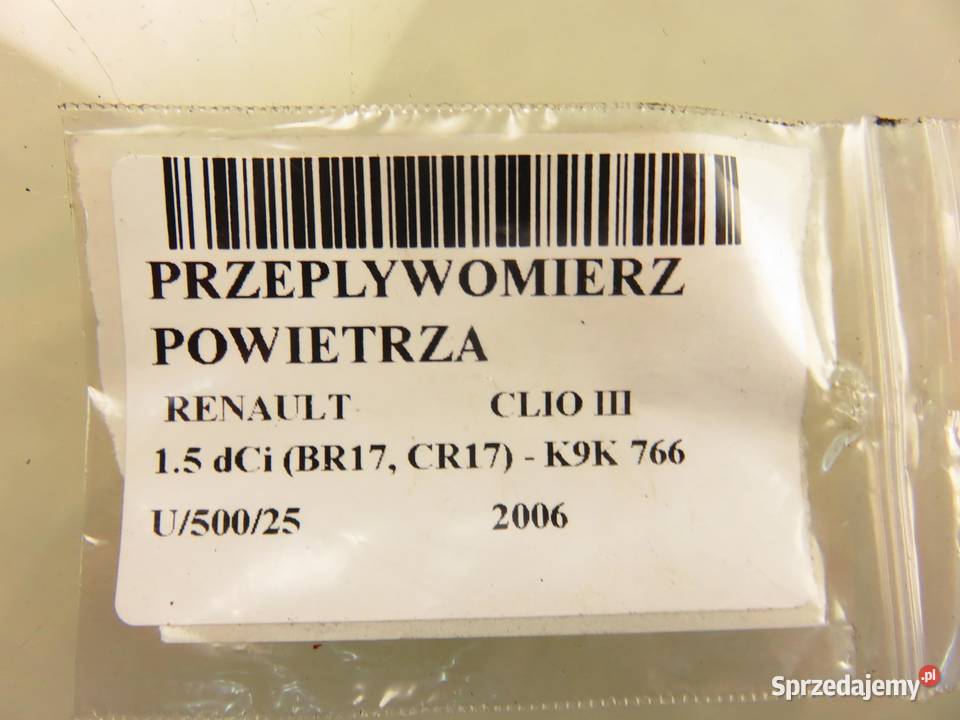 PRZEPLYWOMIERZ
POWIETRZA
RENAULT CLIO III
1.5 dCi (BR17, CR17) - K9K 766
U/500/25 2006
Sprzedajemy.pl